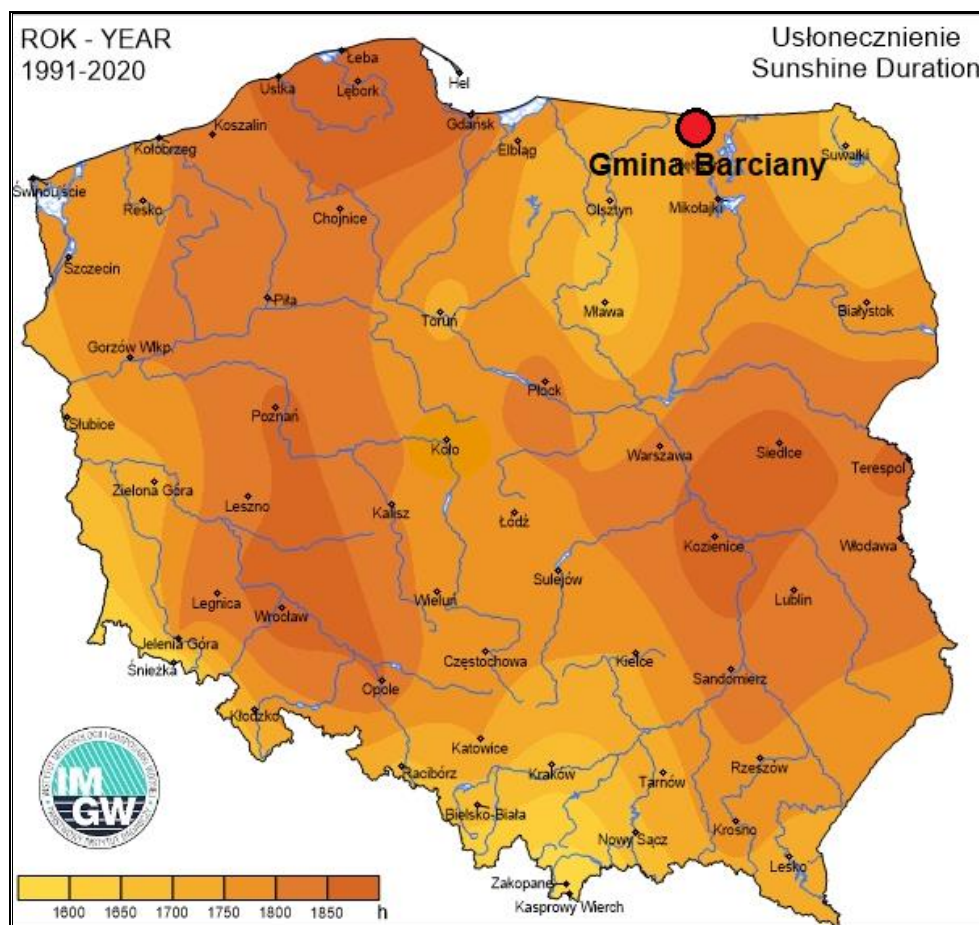 ROK - YEAR
1991-2020
Usłonecznienie
Sunshine Duration
Łeba
Ustka
Lębork
Hel
Koszalin
Gdańsk
Kołobrzeg
Elbląg
Gmina Barciany
Suwałki
Świnoujście
Resko
Chojnice
Olsztyn
Mikołajki
Szczecin
Piła
Toruń
Mława
Białystok
Gorzów Wlkp.
Płock
Słubice
Poznań
Koło
Warszawa
Siedlce
Terespol
Zielona Góra
Leszno
Kalisz
Łódź
Kozienice
Włodawa
Sulejów
Legnica
Wrocław
Wieluń
Lublin
Jelenia Góra
Śnieżka
Częstochowa
Kielce
Sandomierz
Opole
Kłodzko
Katowice
Racibórz
Kraków
Tarnów
Rzeszów
Bielsko-Biała
Nowy Sącz
Krosno
Lesko
Zakopane
Kasprowy Wierch
IM
GW
1600 1650 1700 1750 1800 1850 h